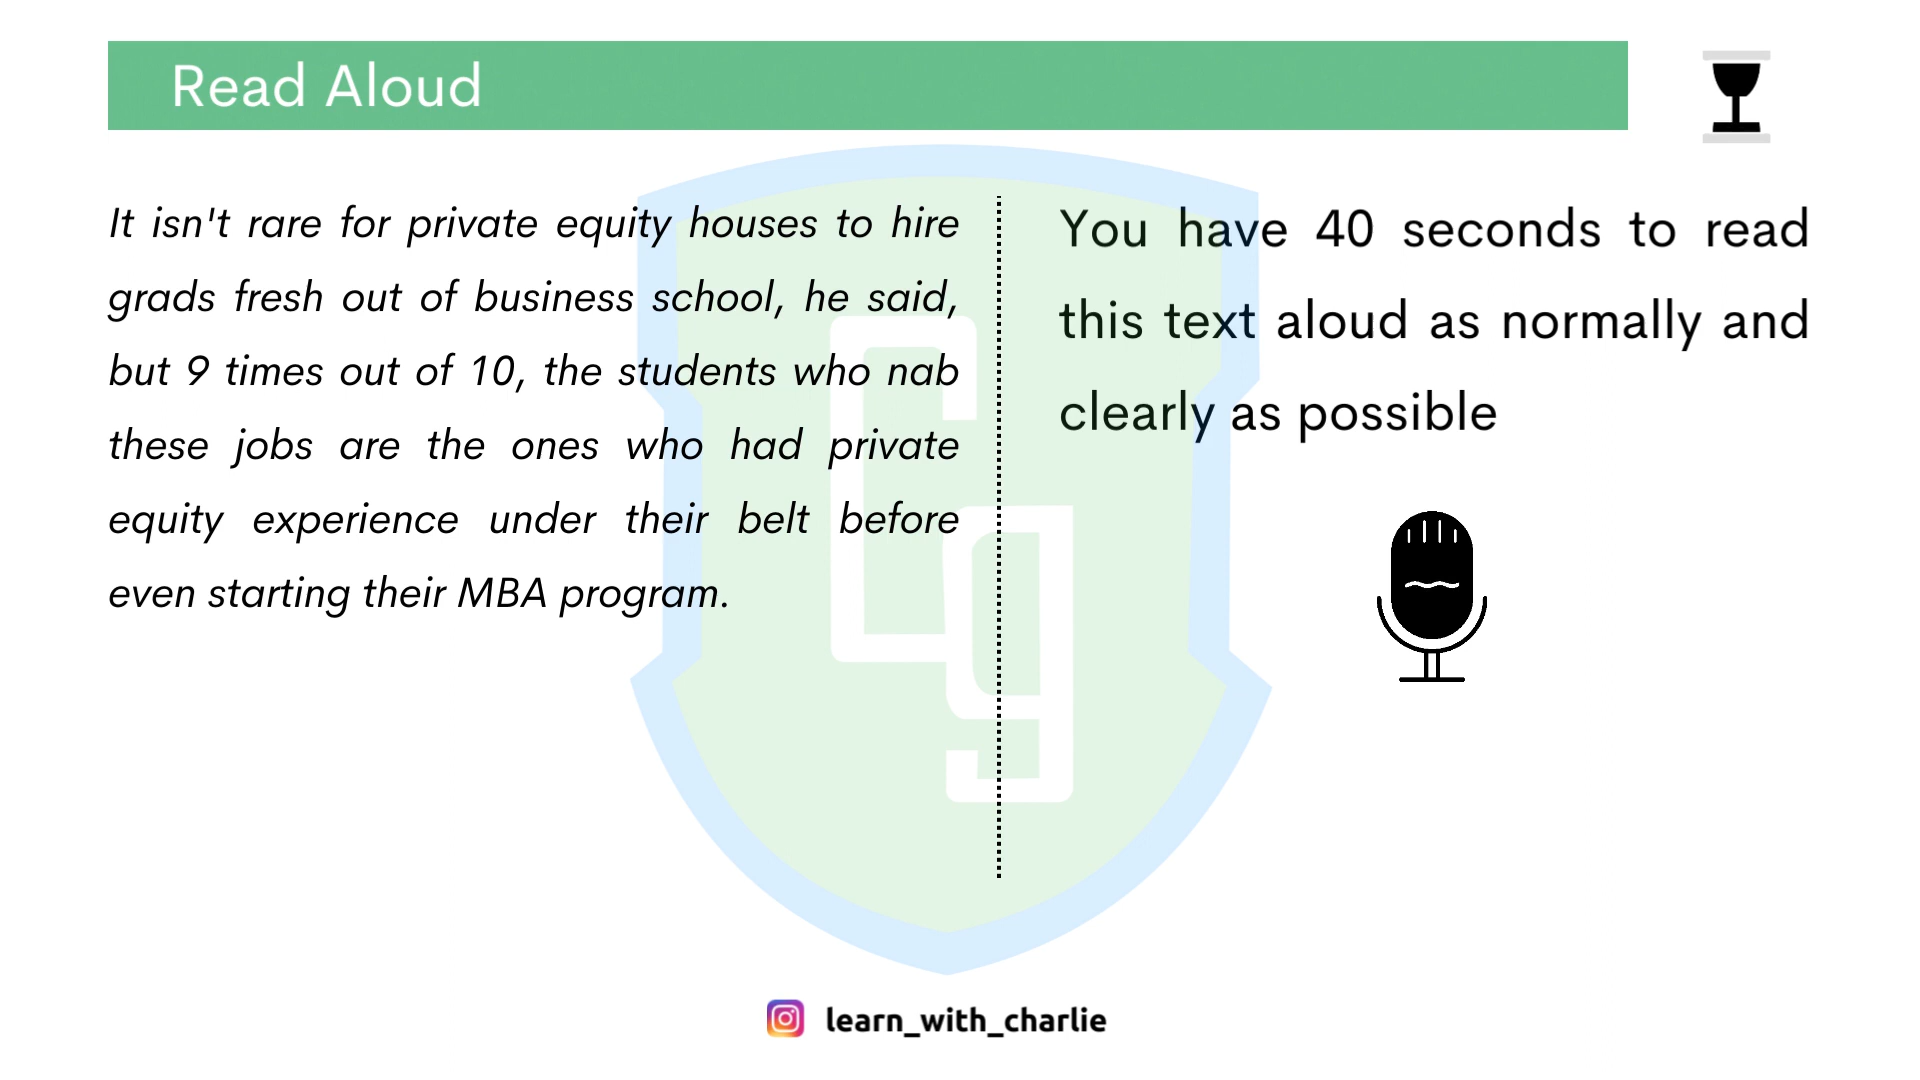 Read Aloud
It isn't rare for private equity houses to hire
grads fresh out of business school, he said,
but 9 times out of 10, the students who nab
these jobs are the ones who had private
equity experience under their belt before
even starting their MBA program.
You have 40 seconds to read
this text aloud as normally and
clearly as possible
Cg
learn_with_charlie